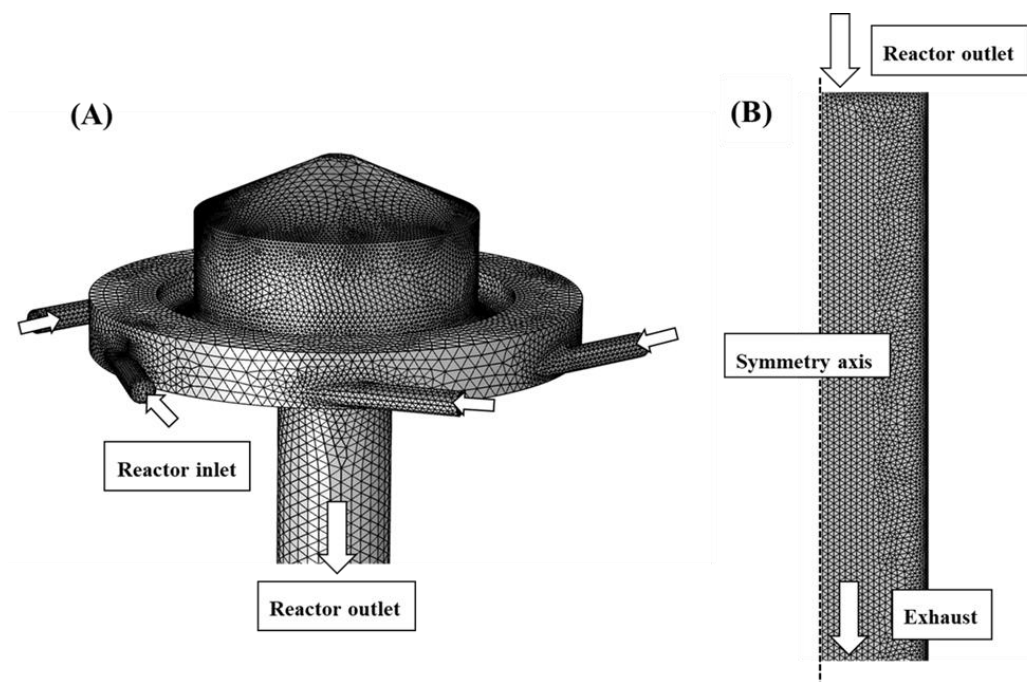 (A)
Reactor inlet
Reactor outlet
(B)
Reactor outlet
Symmetry axis
Exhaust